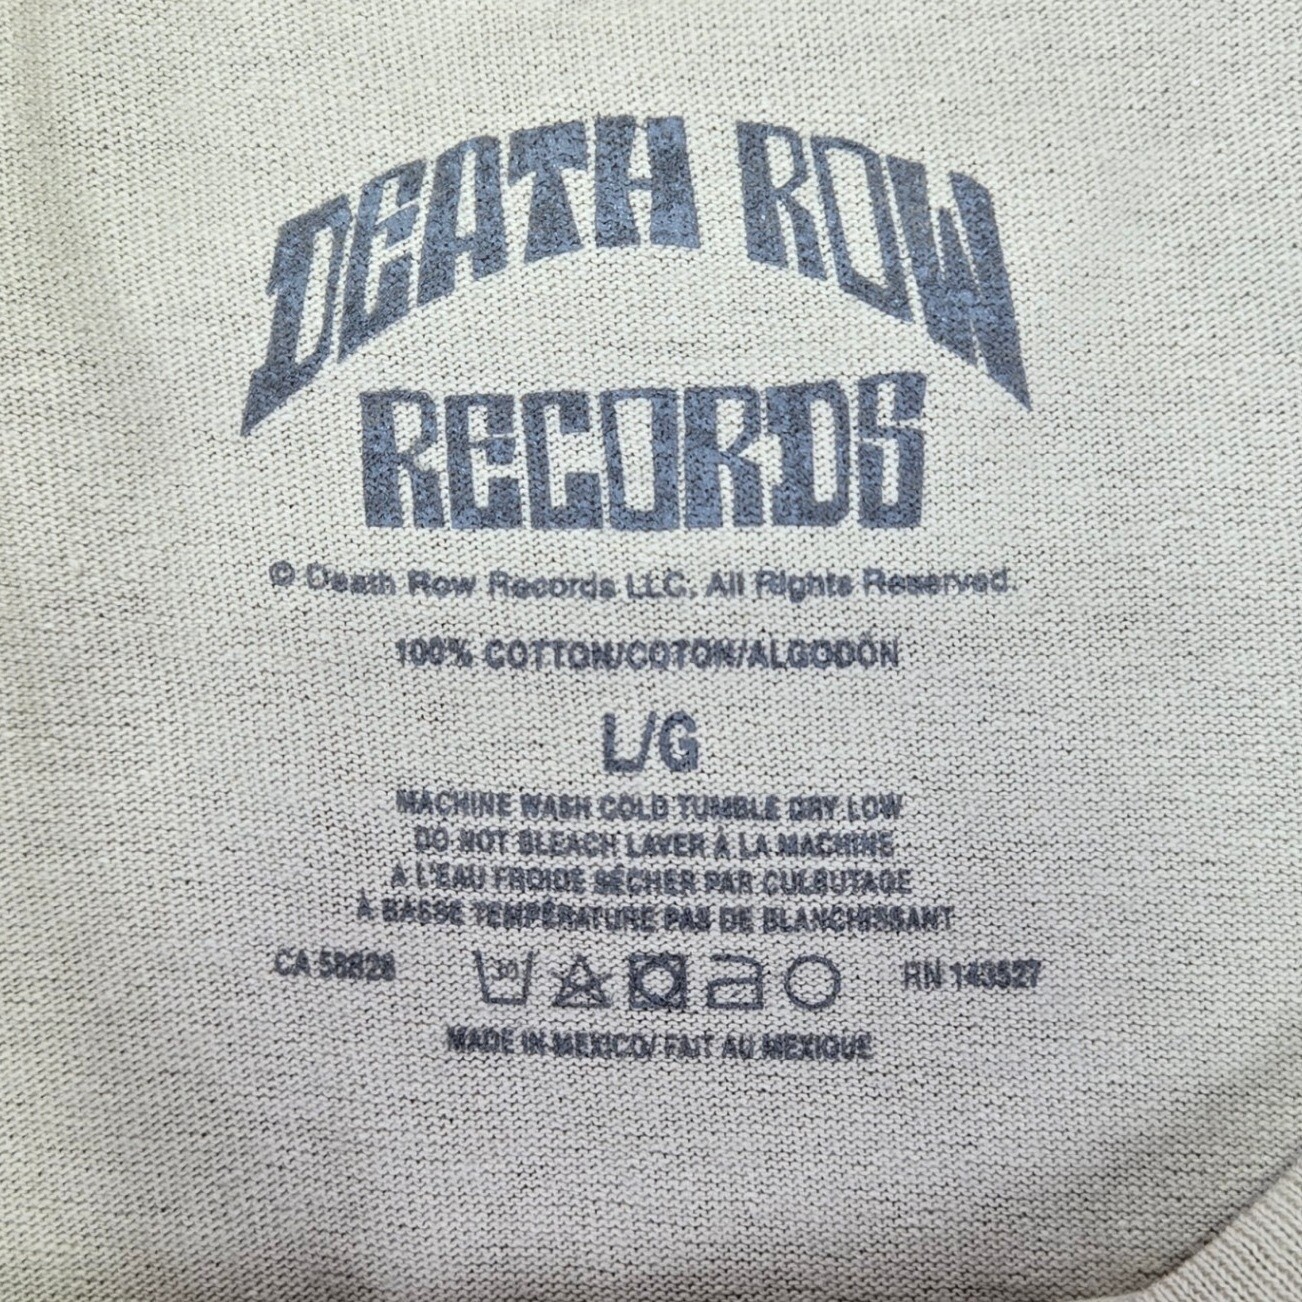 DEATH ROW
RECORDS
© Death Row Records LLC. All Rights Reserved.
100% COTTON/COTON/ALGODÓN
L/G
MACHINE WASH COLD TUMBLE DRY LOW
DO NOT BLEACH LAVER À LA MACHINE
A L'EAU FROIDE SÉCHER PAR CULBUTAGE
À BASSE TEMPÉRATURE PAS DE BLANCHISSANT
CA 58828 30 RN 143527
MADE IN MEXICO/ FAIT AU MEXIQUE